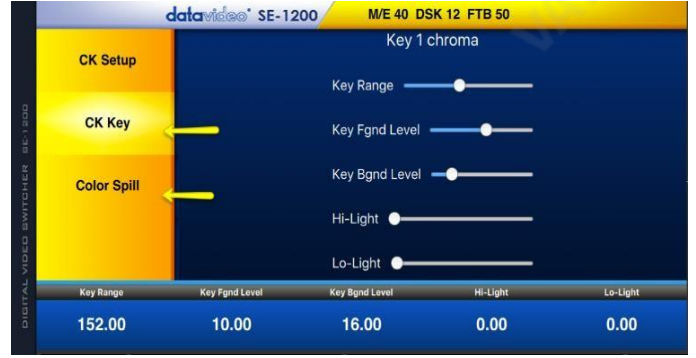 datavideo SE-1200
M/E 40 DSK 12 FTB 50
DIGITAL VIDEO SWITCHER SE-1200
CK Setup
CK Key
Color Spill
Key 1 chroma
Key Range
Key Fgnd Level
Key Bgnd Level
Hi-Light
Lo-Light
Key Range Key Fgnd Level Key Bgnd Level Hi-Light Lo-Light
152.00 10.00 16.00 0.00 0.00